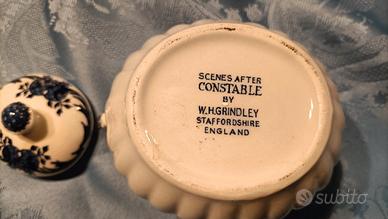 SCENES AFTER
CONSTABLE
BY
W.H.GRINDLEY
STAFFORDSHIRE
ENGLAND
subito